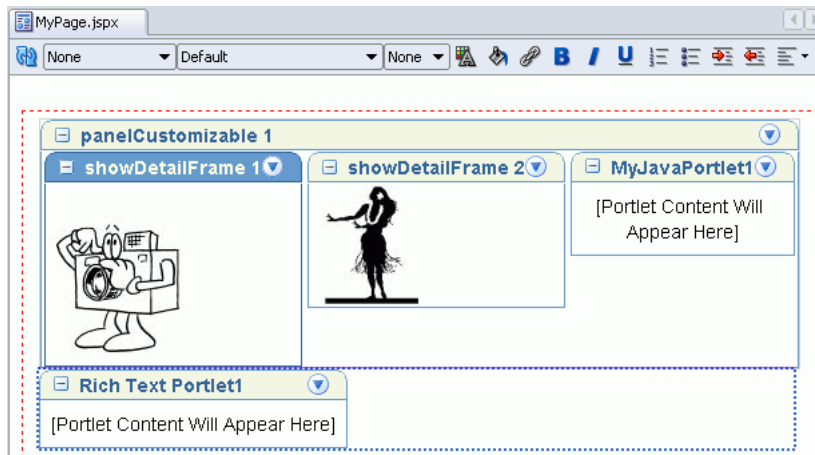 MyPage.jspx
None Default None B I U
panelCustomizable 1
showDetailFrame 1 showDetailFrame 2 MyJavaPortlet1
[Portlet Content Will
Appear Here]
Rich Text Portlet1
[Portlet Content Will Appear Here]